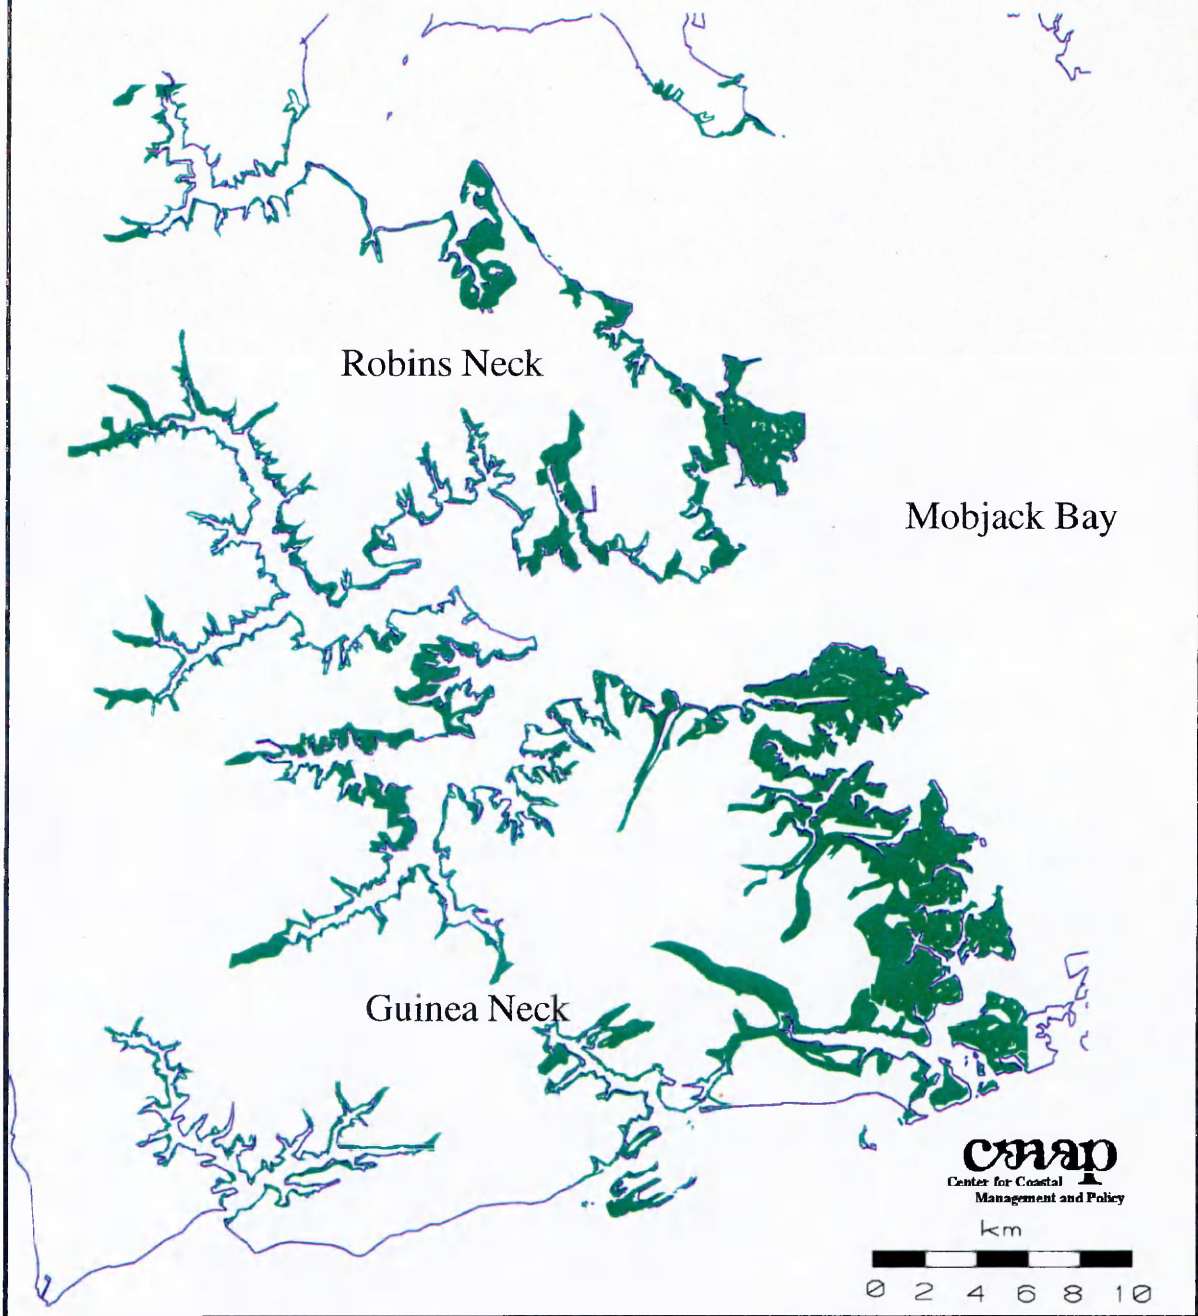 Robins Neck
Mobjack Bay
Guinea Neck
cmap
Center for Coastal
Management and Policy
km
0 2 4 6 8 10